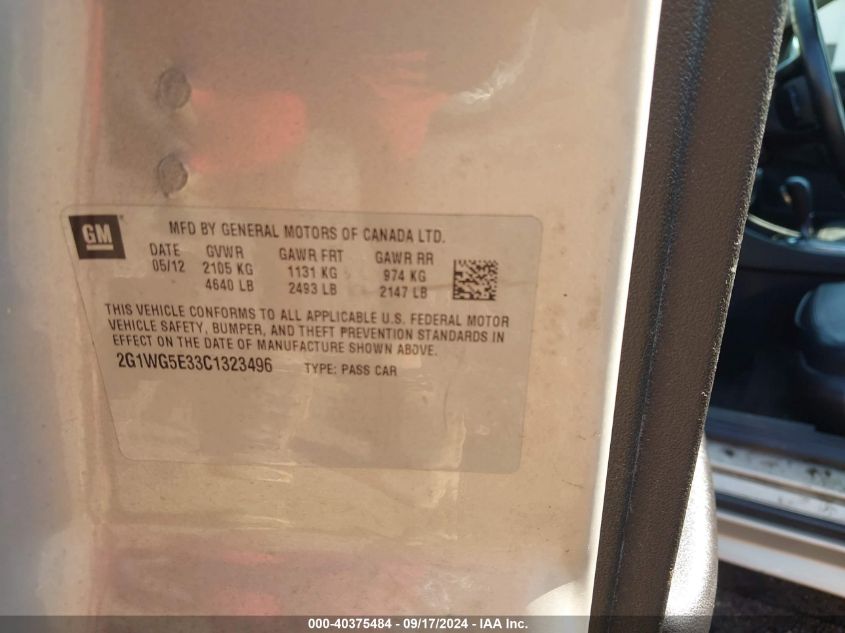 GM
MFD BY GENERAL MOTORS OF CANADA LTD.
DATE GVWR GAWR FRT GAWR RR
05/12 2105 KG 1131 KG 974 KG
4640 LB 2493 LB 2147 LB
THIS VEHICLE CONFORMS TO ALL APPLICABLE U.S. FEDERAL MOTOR
VEHICLE SAFETY, BUMPER, AND THEFT PREVENTION STANDARDS IN
EFFECT ON THE DATE OF MANUFACTURE SHOWN ABOVE.
2G1WG5E33C1323496 TYPE: PASS CAR
000-40375484 - 09/17/2024 - IAA Inc.